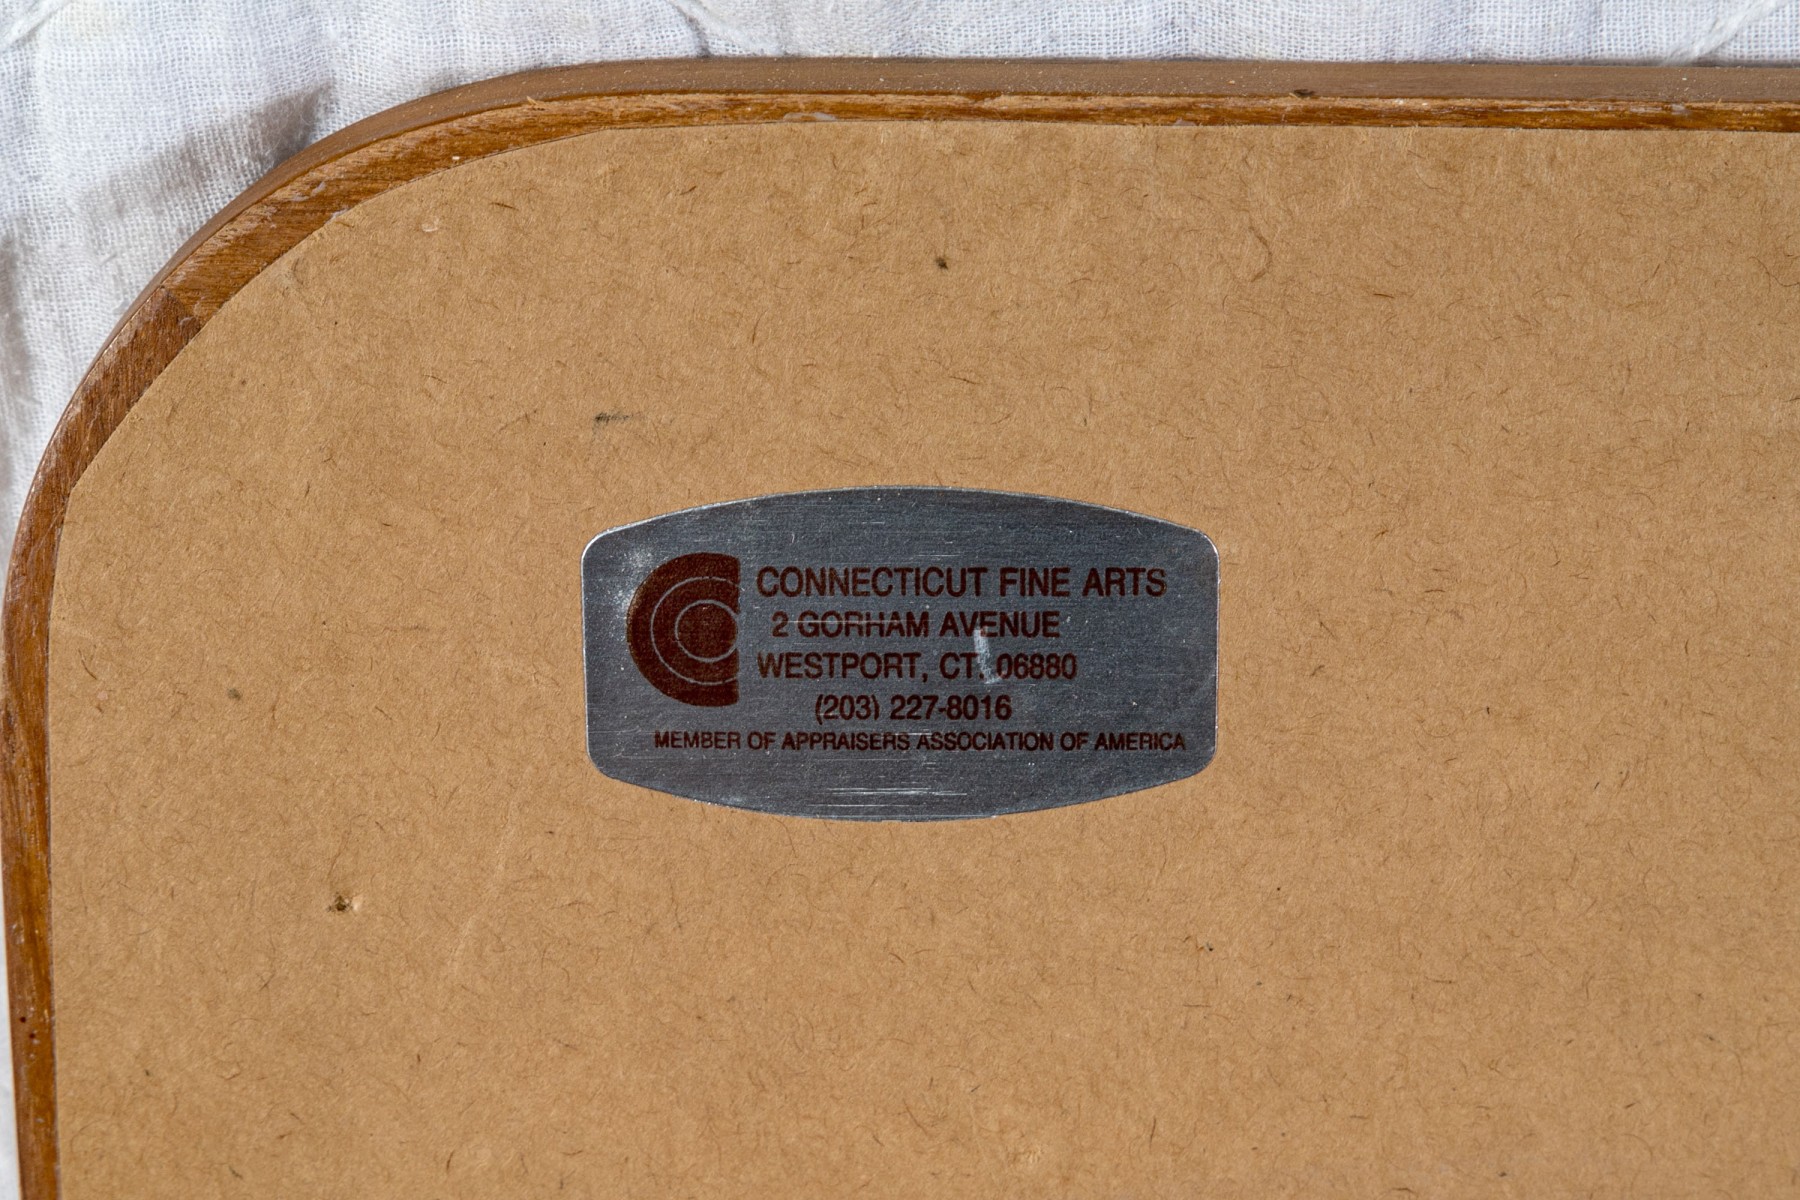 CONNECTICUT FINE ARTS
2 GORHAM AVENUE
WESTPORT, CT. 06880
(203) 227-8016
MEMBER OF APPRAISERS ASSOCIATION OF AMERICA